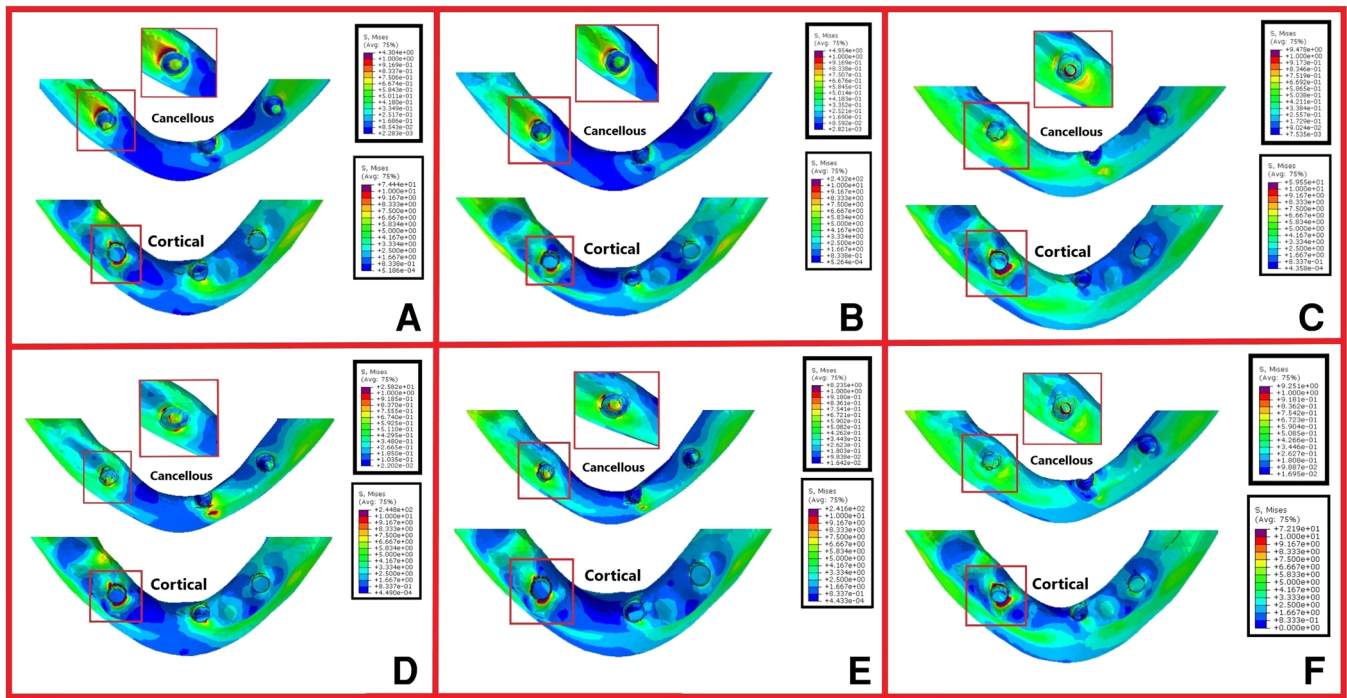 S, Mises
(Avg: 75%)
+4.304e+00
+1.000e+00
+9.169e-01
+8.337e-01
+7.506e-01
+6.674e-01
+5.843e-01
+5.011e-01
+4.180e-01
+3.349e-01
+2.517e-01
+1.686e-01
+8.543e-02
+2.283e-03
Cancellous
S, Mises
(Avg: 75%)
+7.444e+01
+1.000e+01
+9.167e+00
+8.333e+00
+7.500e+00
+6.667e+00
+5.834e+00
+5.000e+00
+4.167e+00
+3.334e+00
+2.500e+00
+1.667e+00
+8.338e-01
+5.186e-04
Cortical
A
S, Mises
(Avg: 75%)
+4.954e+00
+1.000e+00
+9.169e-01
+8.338e-01
+7.507e-01
+6.676e-01
+5.845e-01
+5.014e-01
+4.183e-01
+3.352e-01
+2.521e-01
+1.690e-01
+8.592e-02
+2.821e-03
Cancellous
S, Mises
(Avg: 75%)
+2.432e+02
+1.000e+01
+9.167e+00
+8.333e+00
+7.500e+00
+6.667e+00
+5.834e+00
+5.000e+00
+4.167e+00
+3.334e+00
+2.500e+00
+1.667e+00
+8.338e-01
+5.264e-04
Cortical
B
S, Mises
(Avg: 75%)
+9.478e+00
+1.000e+00
+9.173e-01
+8.346e-01
+7.519e-01
+6.692e-01
+5.865e-01
+5.038e-01
+4.211e-01
+3.384e-01
+2.557e-01
+1.729e-01
+9.024e-02
+7.535e-03
Cancellous
S, Mises
(Avg: 75%)
+5.955e+01
+1.000e+01
+9.167e+00
+8.333e+00
+7.500e+00
+6.667e+00
+5.834e+00
+5.000e+00
+4.167e+00
+3.334e+00
+2.500e+00
+1.667e+00
+8.337e-01
+4.358e-04
Cortical
C
S, Mises
(Avg: 75%)
+2.582e+01
+1.000e+00
+9.185e-01
+8.370e-01
+7.555e-01
+6.740e-01
+5.925e-01
+5.110e-01
+4.295e-01
+3.480e-01
+2.665e-01
+1.850e-01
+1.035e-01
+2.202e-02
Cancellous
S, Mises
(Avg: 75%)
+2.448e+02
+1.000e+01
+9.167e+00
+8.333e+00
+7.500e+00
+6.667e+00
+5.834e+00
+5.000e+00
+4.167e+00
+3.334e+00
+2.500e+00
+1.667e+00
+8.337e-01
+4.490e-04
Cortical
D
S, Mises
(Avg: 75%)
+8.235e+00
+1.000e+00
+9.180e-01
+8.361e-01
+7.541e-01
+6.721e-01
+5.902e-01
+5.082e-01
+4.262e-01
+3.443e-01
+2.623e-01
+1.803e-01
+9.838e-02
+1.642e-02
Cancellous
S, Mises
(Avg: 75%)
+2.416e+02
+1.000e+01
+9.167e+00
+8.333e+00
+7.500e+00
+6.667e+00
+5.834e+00
+5.000e+00
+4.167e+00
+3.334e+00
+2.500e+00
+1.667e+00
+8.337e-01
+4.433e-04
Cortical
E
S, Mises
(Avg: 75%)
+9.251e+00
+1.000e+00
+9.181e-01
+8.362e-01
+7.542e-01
+6.723e-01
+5.904e-01
+5.085e-01
+4.266e-01
+3.446e-01
+2.627e-01
+1.808e-01
+9.887e-02
+1.695e-02
Cancellous
S, Mises
(Avg: 75%)
+7.219e+01
+1.000e+01
+9.167e+00
+8.333e+00
+7.500e+00
+6.667e+00
+5.833e+00
+5.000e+00
+4.167e+00
+3.333e+00
+2.500e+00
+1.667e+00
+8.333e-01
+0.000e+00
Cortical
F